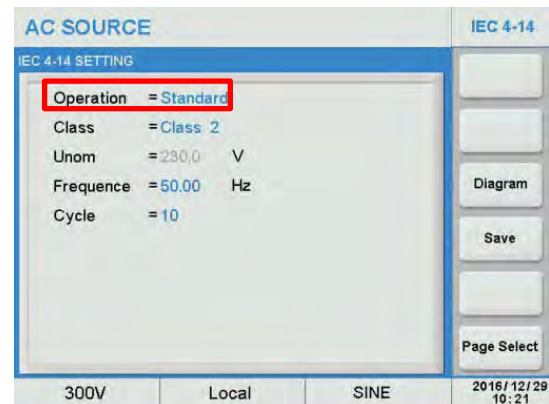 AC SOURCE
IEC 4-14
IEC 4-14 SETTING
Operation = Standard
Class = Class 2
Unom = 230.0 V
Frequence = 50.00 Hz
Cycle = 10
Diagram
Save
Page Select
300V Local SINE
2016/12/29
10:21